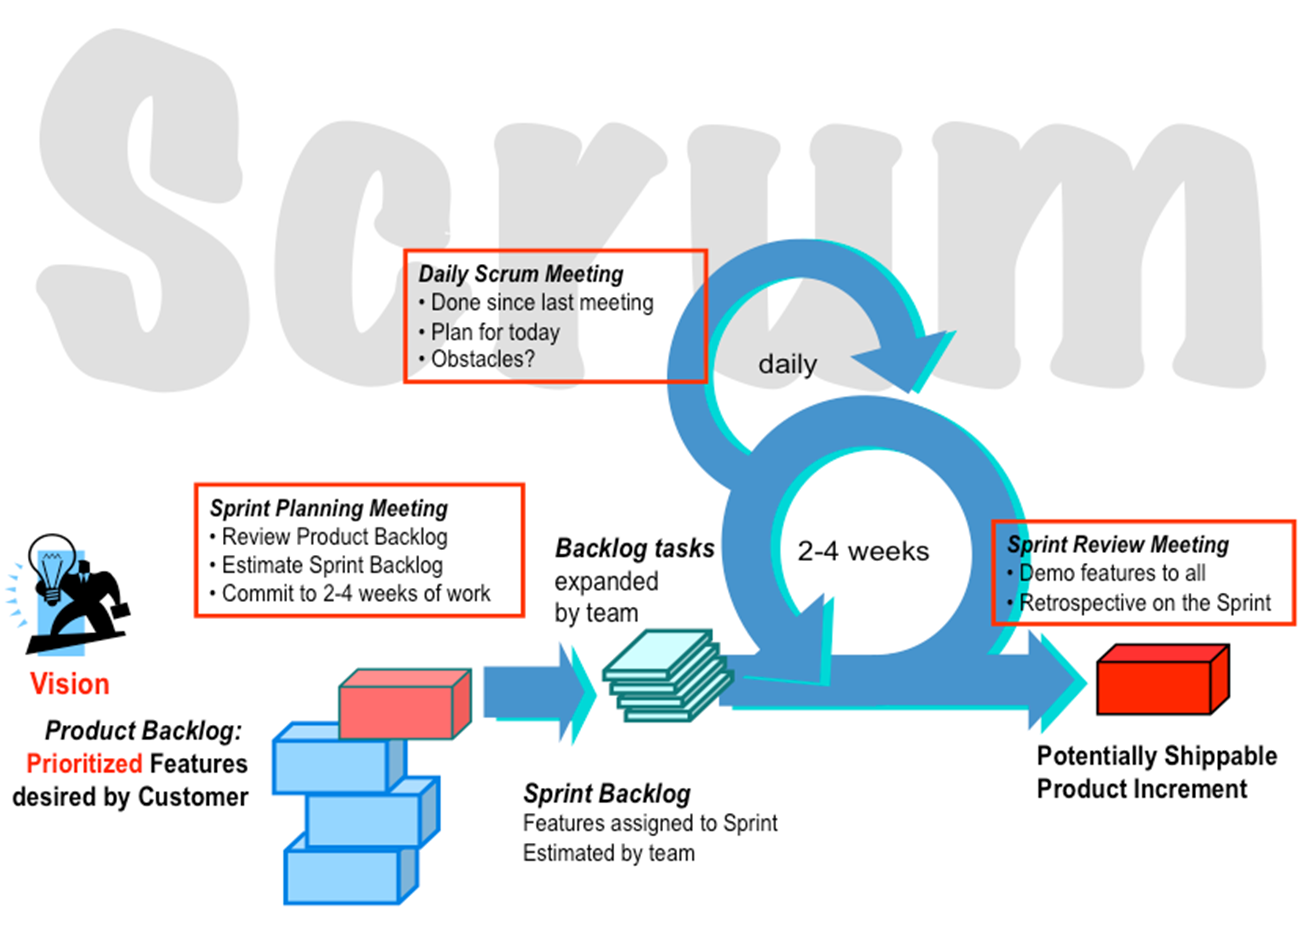 Scrum
Daily Scrum Meeting
• Done since last meeting
• Plan for today
• Obstacles?
daily
Sprint Planning Meeting
• Review Product Backlog
• Estimate Sprint Backlog
• Commit to 2-4 weeks of work
Backlog tasks
expanded
by team
2-4 weeks
Sprint Review Meeting
• Demo features to all
• Retrospective on the Sprint
Vision
Product Backlog:
Prioritized Features
desired by Customer
Sprint Backlog
Features assigned to Sprint
Estimated by team
Potentially Shippable
Product Increment